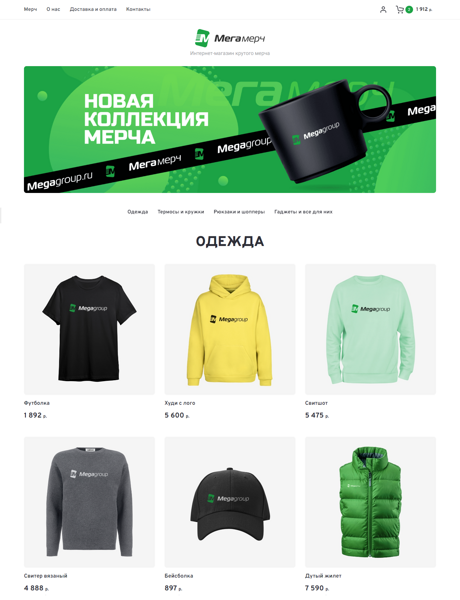 Мерч О нас Доставка и оплата Контакты 2 1 912 р.
Мегамерч
Интернет-магазин крутого мерча
Мегамерч
НОВАЯ
КОЛЛЕКЦИЯ
МЕРЧА
Megagroup.ru Мегамерч Megagroup Megagroup Megag
Одежда Термосы и кружки Рюкзаки и шопперы Гаджеты и все для них
ОДЕЖДА
Megagroup Megagroup Megagroup
Футболка Худи с лого Свитшот
1 892 р. 5 600 р. 5 475 р.
Megagroup Megagroup Megagroup
Свитер вязаный Бейсболка Дутый жилет
4 888 р. 897 р. 7 590 р.